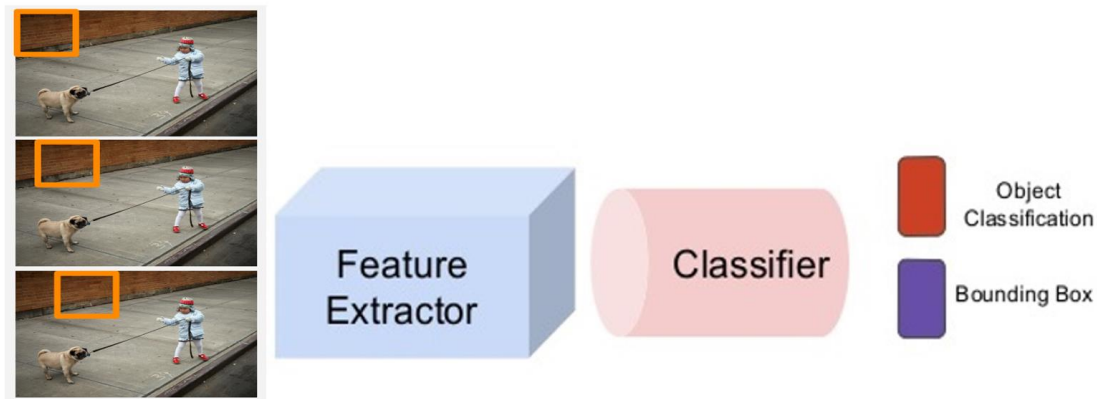 Feature
Extractor
Classifier
Object
Classification
Bounding Box